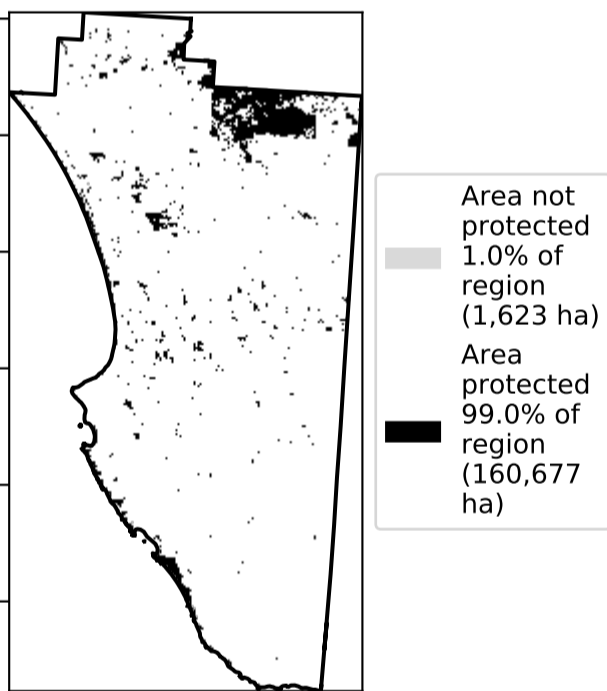 Area not
protected
1.0% of
region
(1,623 ha)
Area
protected
99.0% of
region
(160,677
ha)